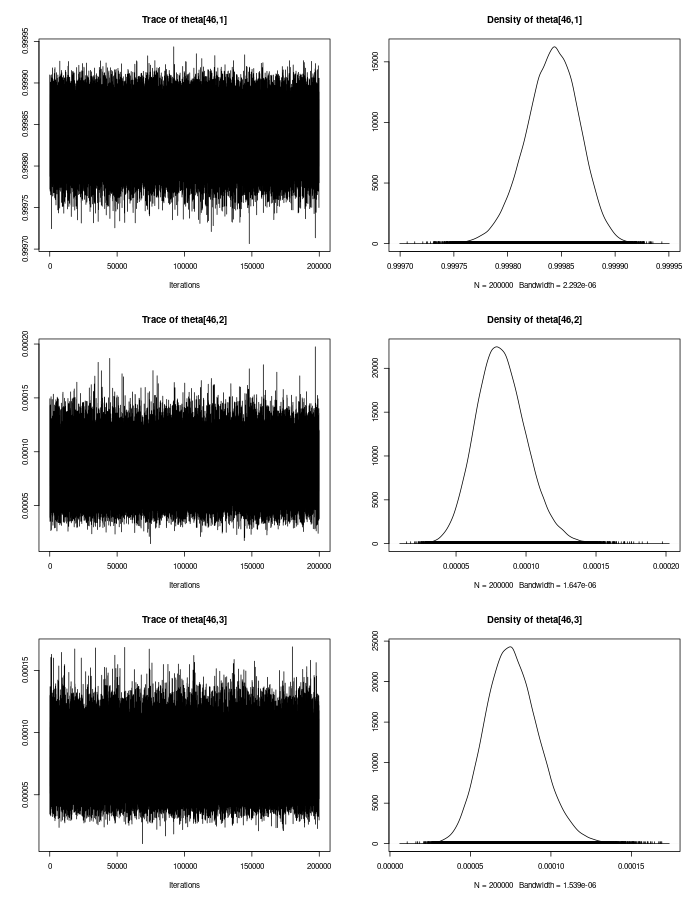 Trace of theta[46,1]
0.99970 0.99975 0.99980 0.99985 0.99990 0.99995
0 50000 100000 150000 200000
Iterations
Density of theta[46,1]
0 5000 10000 15000
0.99970 0.99975 0.99980 0.99985 0.99990 0.99995
N = 200000 Bandwidth = 2.292e-06
Trace of theta[46,2]
0.00005 0.00010 0.00015 0.00020
0 50000 100000 150000 200000
Iterations
Density of theta[46,2]
0 5000 10000 15000 20000
0.00005 0.00010 0.00015 0.00020
N = 200000 Bandwidth = 1.647e-06
Trace of theta[46,3]
0.00005 0.00010 0.00015
0 50000 100000 150000 200000
Iterations
Density of theta[46,3]
0 5000 10000 15000 20000 25000
0.00000 0.00005 0.00010 0.00015
N = 200000 Bandwidth = 1.539e-06